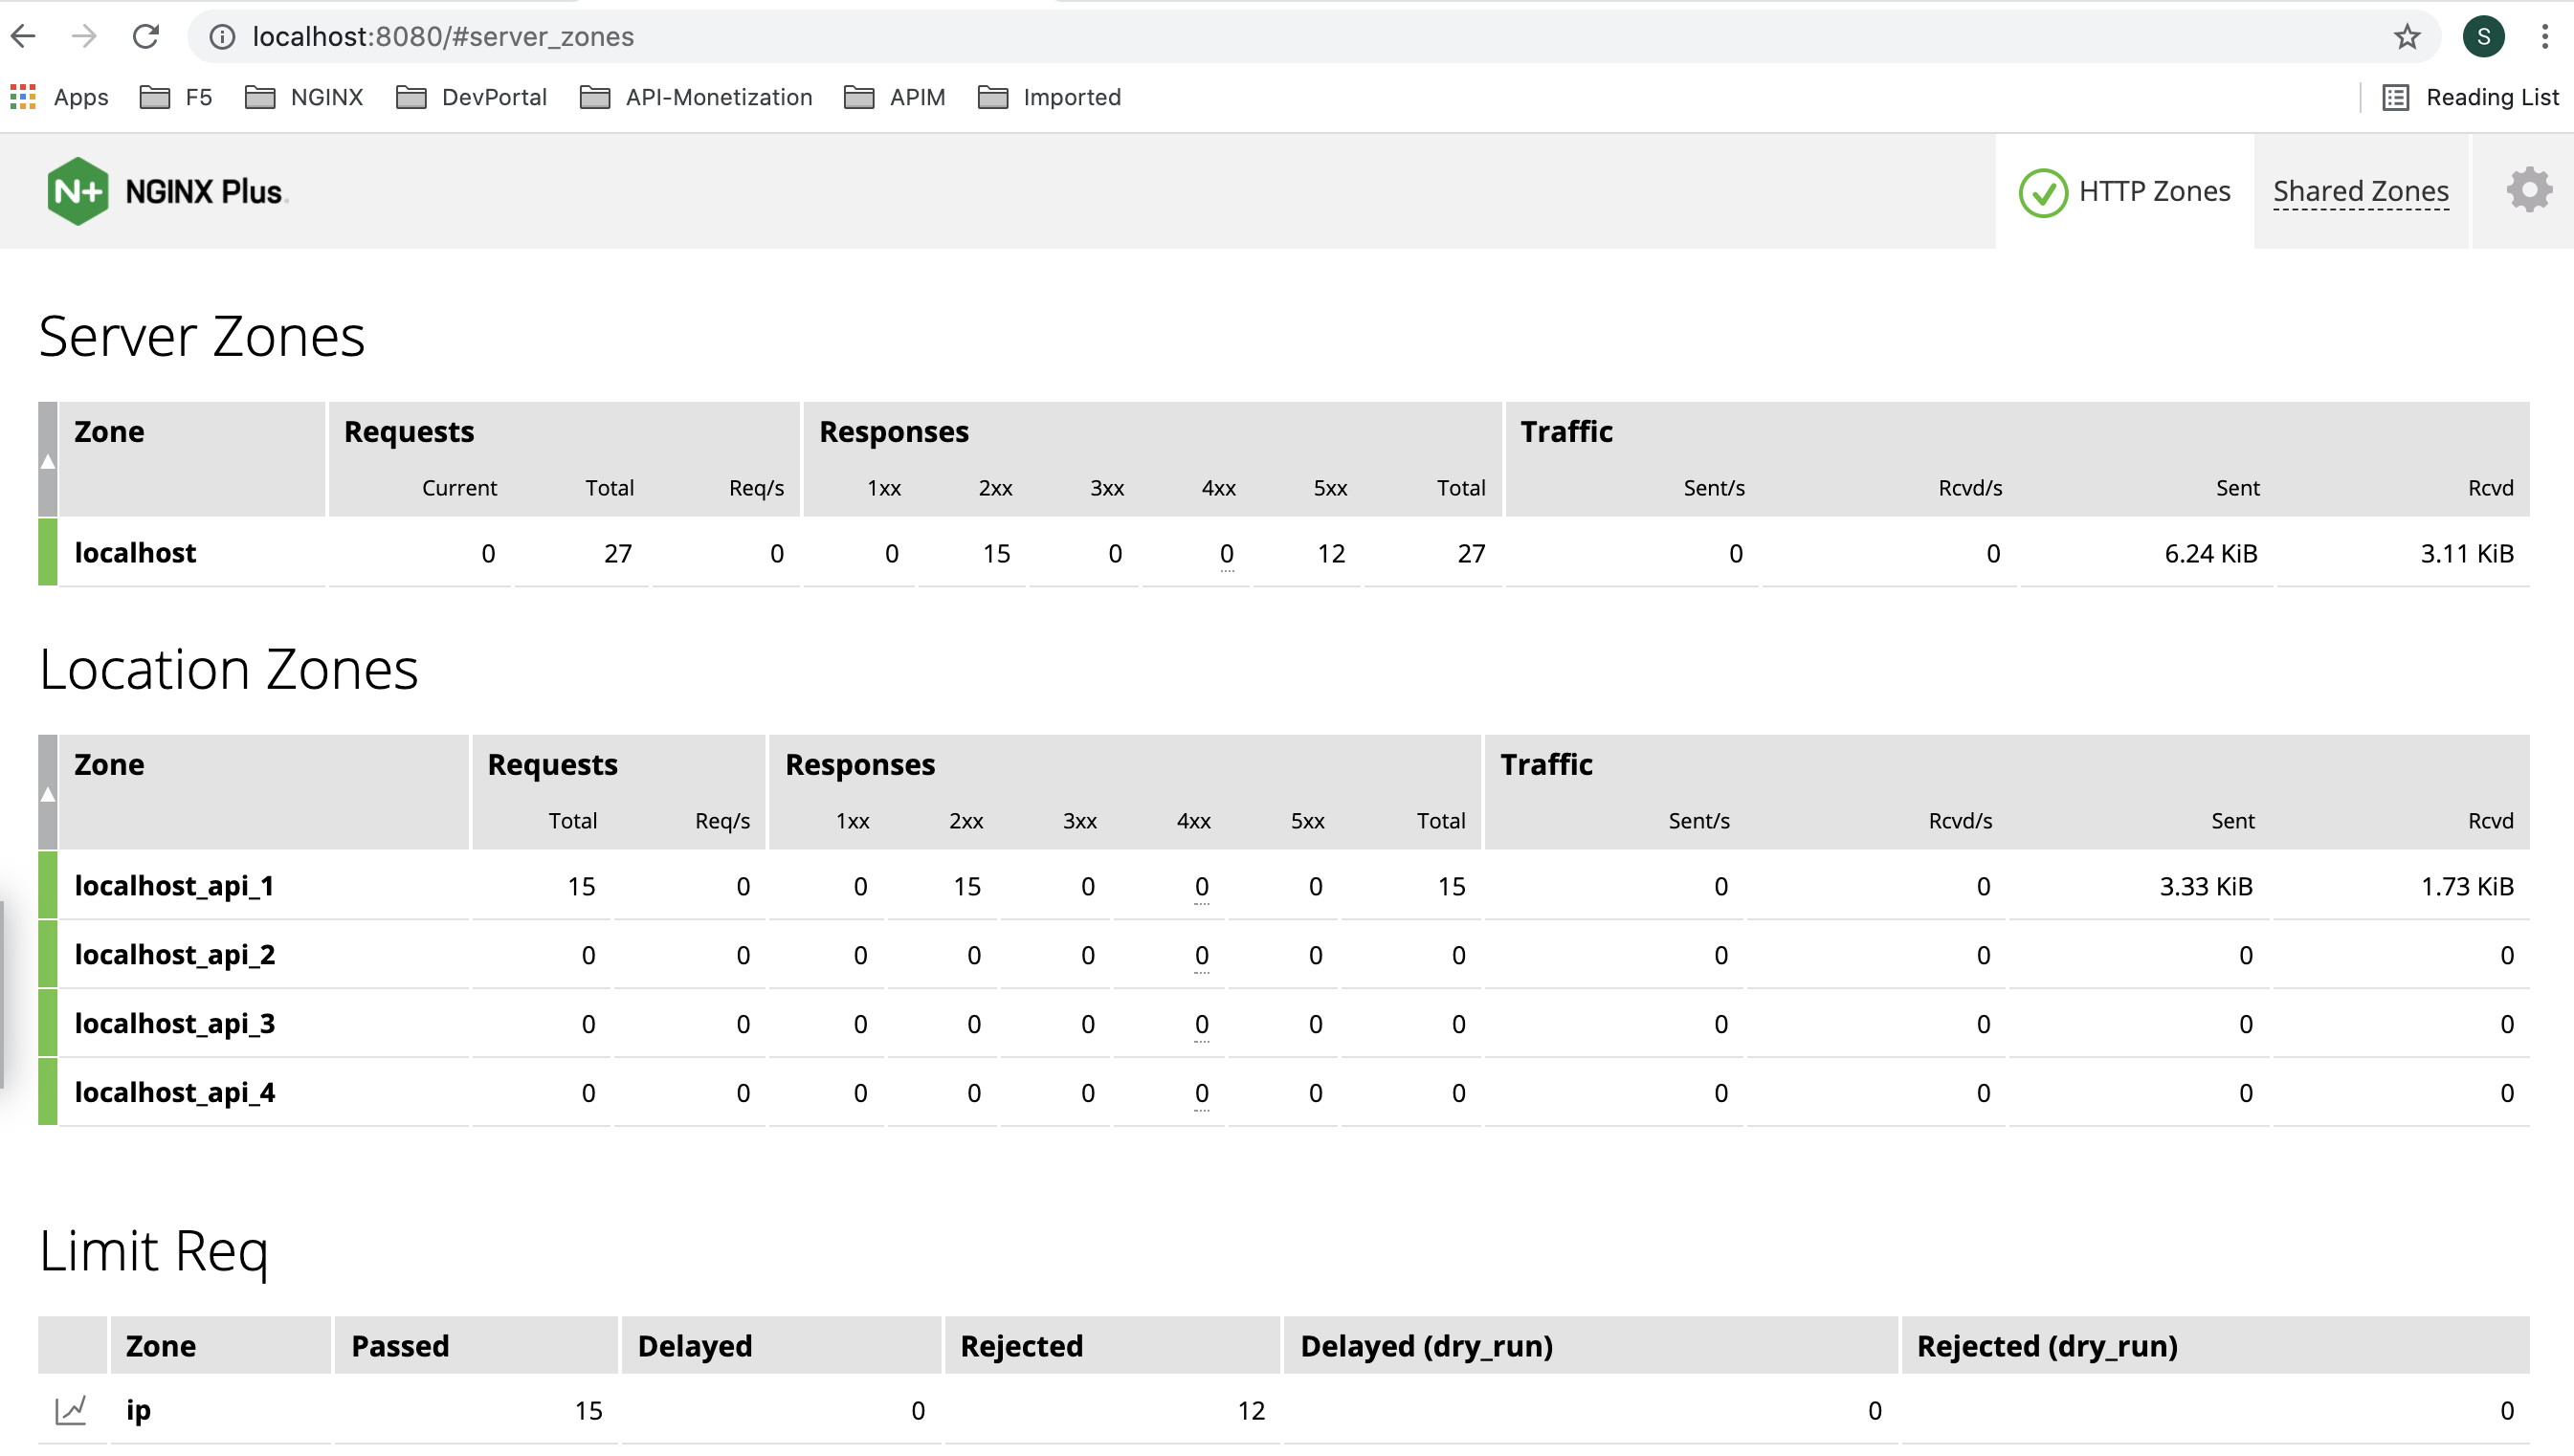 localhost:8080/#server_zones
S
Apps F5 NGINX DevPortal API-Monetization APIM Imported Reading List
N+ NGINX Plus HTTP Zones Shared Zones
Server Zones
Zone Requests Responses Traffic
Current Total Req/s 1xx 2xx 3xx 4xx 5xx Total Sent/s Rcvd/s Sent Rcvd
localhost 0 27 0 0 15 0 0 12 27 0 0 6.24 KiB 3.11 KiB
Location Zones
Zone Requests Responses Traffic
Total Req/s 1xx 2xx 3xx 4xx 5xx Total Sent/s Rcvd/s Sent Rcvd
localhost_api_1 15 0 0 15 0 0 0 15 0 0 3.33 KiB 1.73 KiB
localhost_api_2 0 0 0 0 0 0 0 0 0 0 0 0
localhost_api_3 0 0 0 0 0 0 0 0 0 0 0 0
localhost_api_4 0 0 0 0 0 0 0 0 0 0 0 0
Limit Req
Zone Passed Delayed Rejected Delayed (dry_run) Rejected (dry_run)
ip 15 0 12 0 0